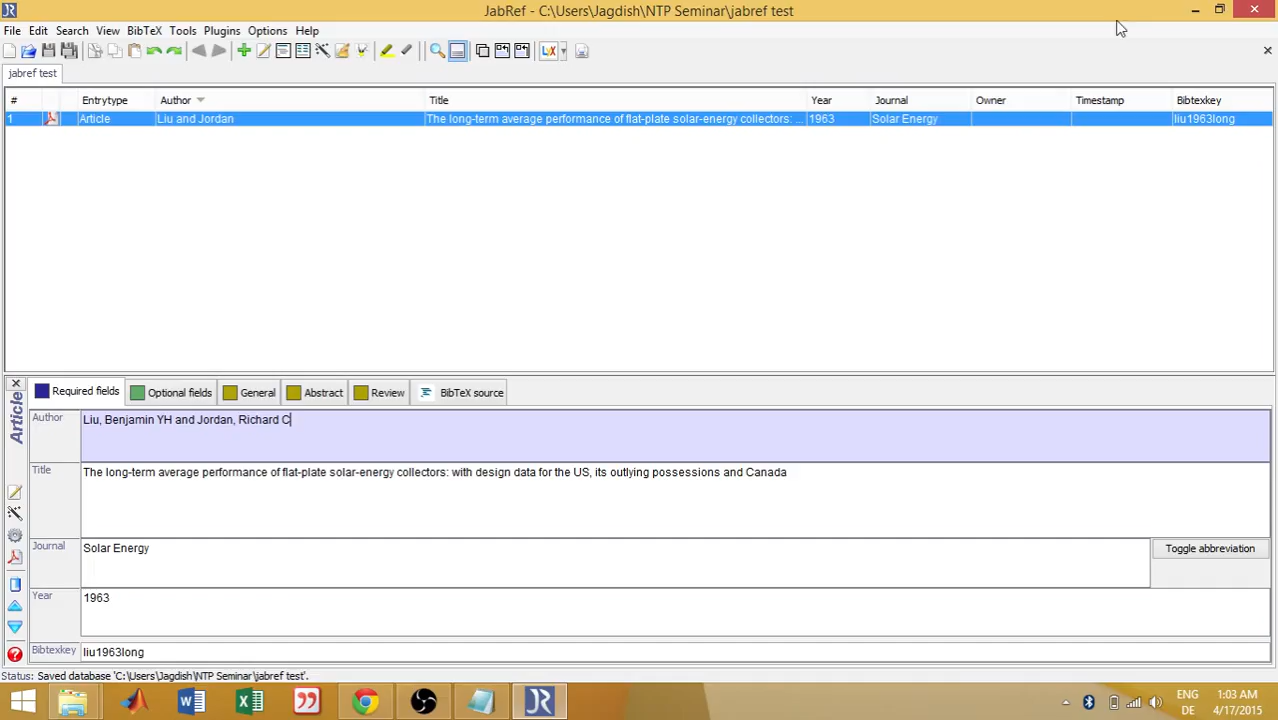 JabRef - C:\Users\Jagdish\NTP Seminar\jabref test
File Edit Search View BibTeX Tools Plugins Options Help
jabref test
# Entrytype Author Title Year Journal Owner Timestamp Bibtexkey
1 Article Liu and Jordan The long-term average performance of flat-plate solar-energy collectors: ... 1963 Solar Energy liu1963long
Required fields Optional fields General Abstract Review BibTeX source
Article
Author Liu, Benjamin YH and Jordan, Richard C
Title The long-term average performance of flat-plate solar-energy collectors: with design data for the US, its outlying possessions and Canada
Journal Solar Energy Toggle abbreviation
Year 1963
Bibtexkey liu1963long
Status: Saved database 'C:\Users\Jagdish\NTP Seminar\jabref test'.
ENG 1:03 AM
DE 4/17/2015